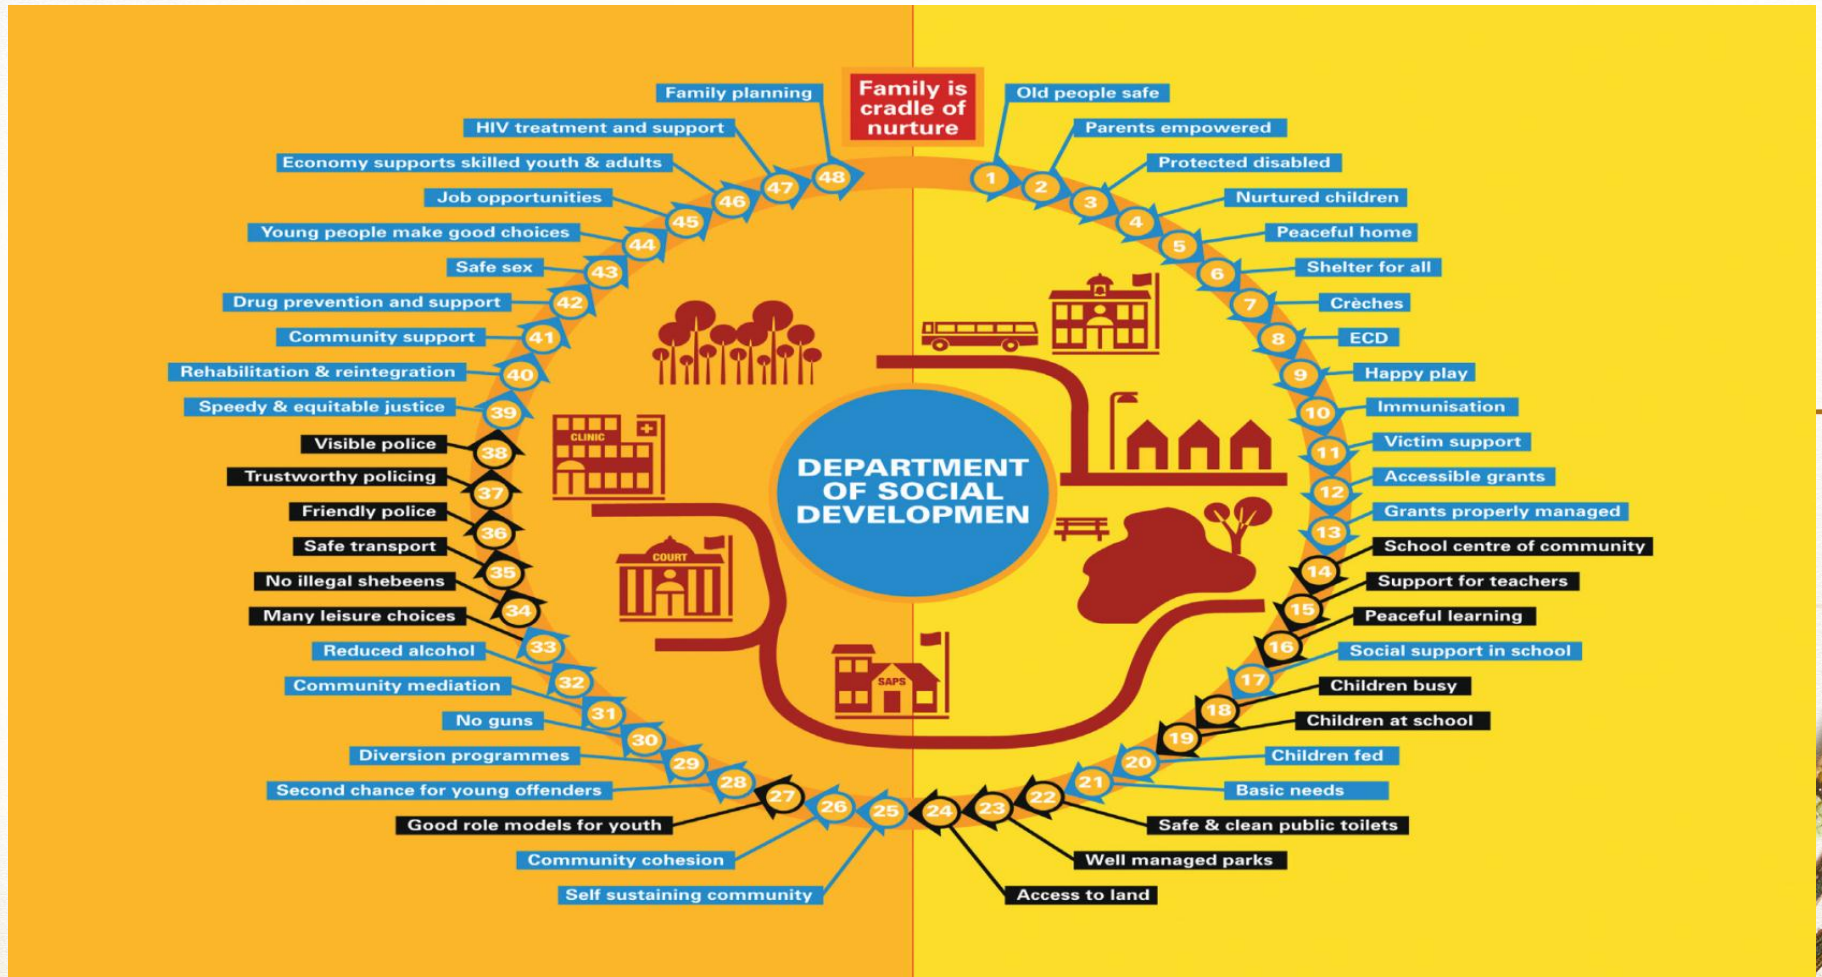 Family is
cradle of
nurture
1
Old people safe
2
Parents empowered
3
Protected disabled
4
Nurtured children
5
Peaceful home
6
Shelter for all
7
Crèches
8
ECD
9
Happy play
10
Immunisation
11
Victim support
12
Accessible grants
13
Grants properly managed
14
School centre of community
15
Support for teachers
16
Peaceful learning
17
Social support in school
18
Children busy
19
Children at school
20
Children fed
21
Basic needs
22
Safe & clean public toilets
23
Well managed parks
24
Access to land
25
Self sustaining community
26
Community cohesion
27
Good role models for youth
28
Second chance for young offenders
29
Diversion programmes
30
No guns
31
Community mediation
32
Reduced alcohol
33
Many leisure choices
34
No illegal shebeens
35
Safe transport
36
Friendly police
37
Trustworthy policing
38
Visible police
39
Speedy & equitable justice
40
Rehabilitation & reintegration
41
Community support
42
Drug prevention and support
43
Safe sex
44
Young people make good choices
45
Job opportunities
46
Economy supports skilled youth & adults
47
HIV treatment and support
48
Family planning
CLINIC
COURT
SAPS
DEPARTMENT
OF SOCIAL
DEVELOPMEN